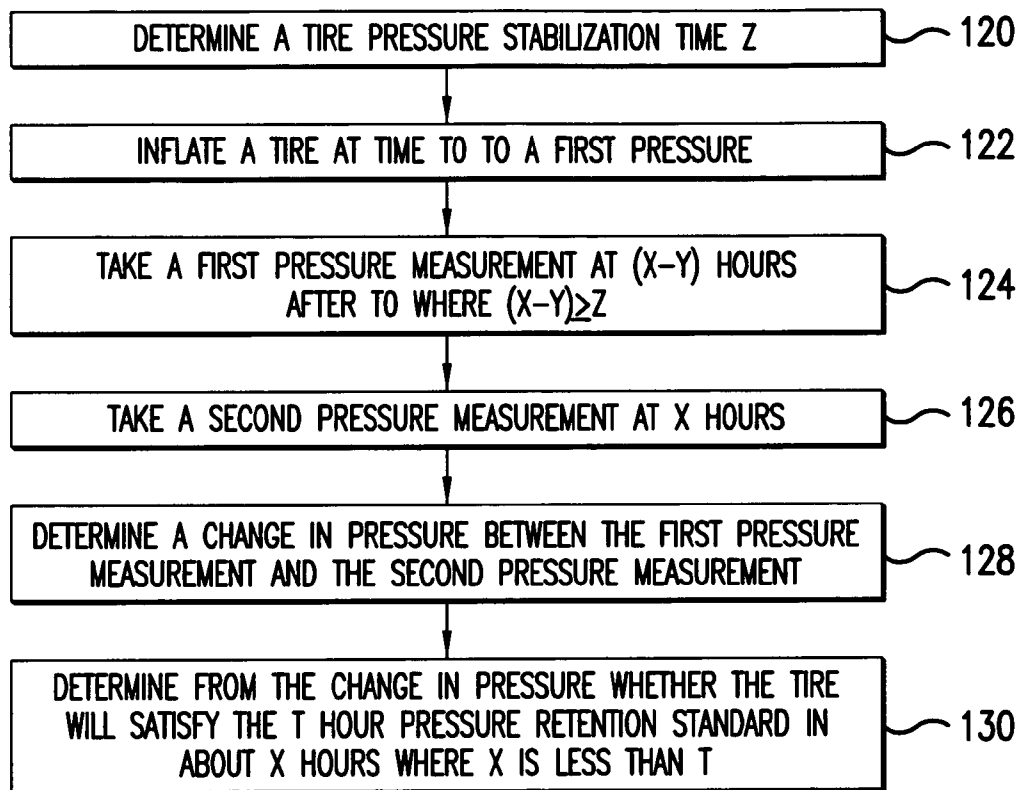 DETERMINE A TIRE PRESSURE STABILIZATION TIME Z
120
INFLATE A TIRE AT TIME TO TO A FIRST PRESSURE
122
TAKE A FIRST PRESSURE MEASUREMENT AT (X-Y) HOURS
AFTER TO WHERE (X-Y)≥Z
124
TAKE A SECOND PRESSURE MEASUREMENT AT X HOURS
126
DETERMINE A CHANGE IN PRESSURE BETWEEN THE FIRST PRESSURE
MEASUREMENT AND THE SECOND PRESSURE MEASUREMENT
128
DETERMINE FROM THE CHANGE IN PRESSURE WHETHER THE TIRE
WILL SATISFY THE T HOUR PRESSURE RETENTION STANDARD IN
ABOUT X HOURS WHERE X IS LESS THAN T
130